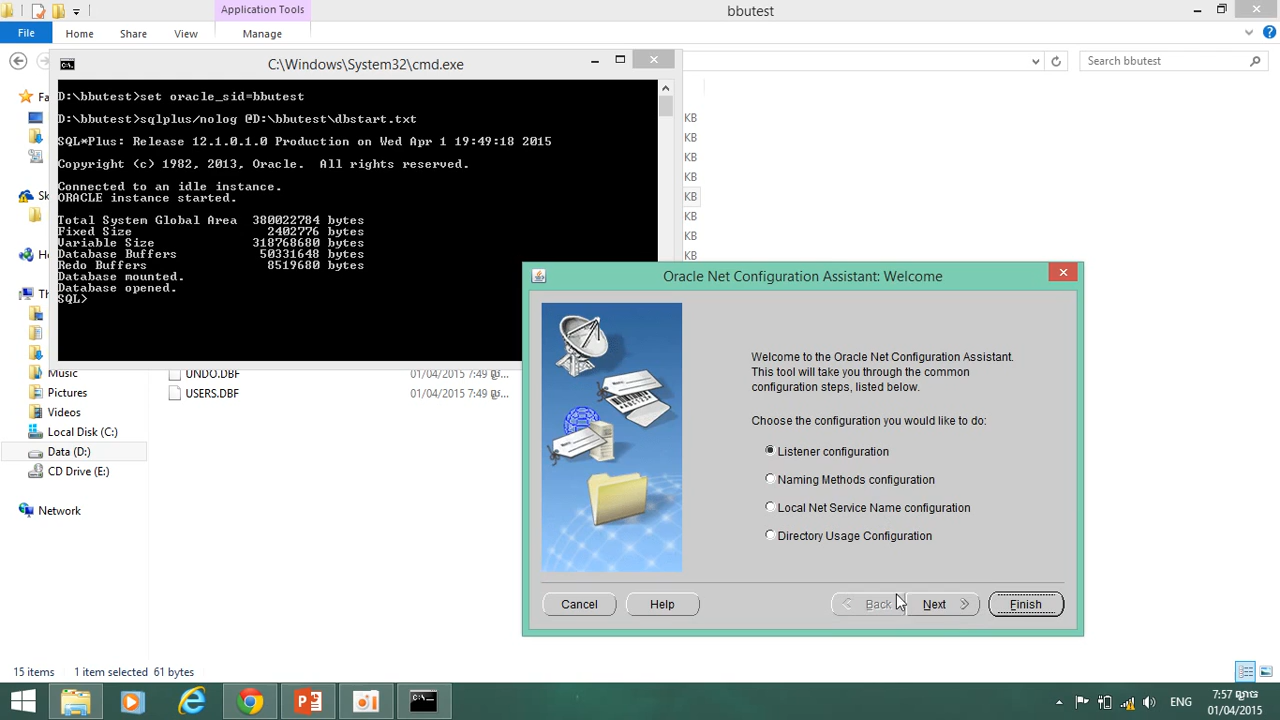 Application Tools
bbutest
File
Home
Share
View
Manage
Search bbutest
C:\Windows\System32\cmd.exe
D:\bbutest>set oracle_sid=bbutest
D:\bbutest>sqlplus/nolog @D:\bbutest\dbstart.txt
SQL*Plus: Release 12.1.0.1.0 Production on Wed Apr 1 19:49:18 2015
Copyright (c) 1982, 2013, Oracle.  All rights reserved.
Connected to an idle instance.
ORACLE instance started.
Total System Global Area  380022784 bytes
Fixed Size                  2402776 bytes
Variable Size             318768680 bytes
Database Buffers           50331648 bytes
Redo Buffers                8519680 bytes
Database mounted.
Database opened.
SQL>
Fa
Sk
Ho
Th
KB
KB
KB
KB
KB
KB
KB
KB
UNDO.DBF 01/04/2015 7:49
USERS.DBF 01/04/2015 7:49
Music
Pictures
Videos
Local Disk (C:)
Data (D:)
CD Drive (E:)
Network
Oracle Net Configuration Assistant: Welcome
Welcome to the Oracle Net Configuration Assistant.
This tool will take you through the common
configuration steps, listed below.
Choose the configuration you would like to do:
Listener configuration
Naming Methods configuration
Local Net Service Name configuration
Directory Usage Configuration
Cancel
Help
Back
Next
Finish
15 items
1 item selected  61 bytes
ENG
7:57 ល្ងាច
01/04/2015